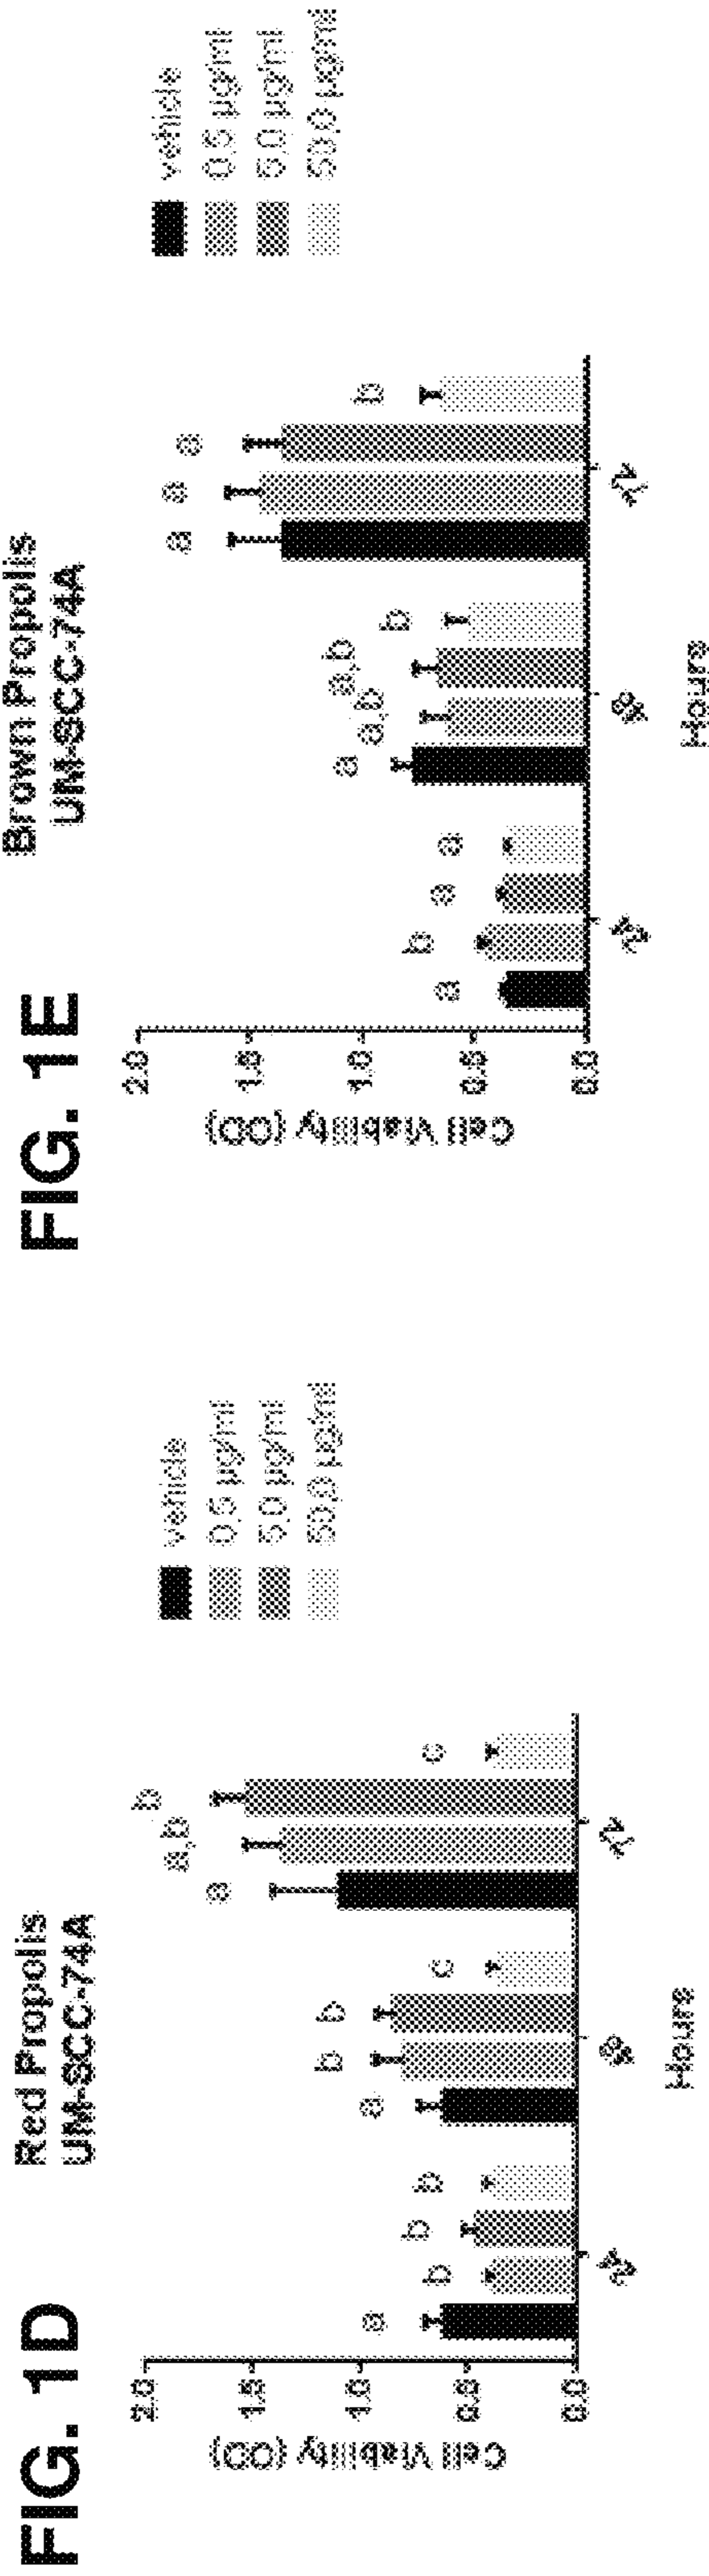 FIG. 1D
Red Propolis
UM-SCC-74A
vehicle
0,5 µg/ml
5,0 µg/ml
50,0 µg/ml
Cell Viability (OD)
2.0
1.5
1.0
0.5
0.0
a
b
b
b
a
b
b
c
a
a,b
b
c
24
48
72
Hours
FIG. 1E
Brown Propolis
UM-SCC-74A
vehicle
0,5 µg/ml
5,0 µg/ml
50,0 µg/ml
Cell Viability (OD)
2.0
1.5
1.0
0.5
0.0
a
b
a
a
a
a,b
a,b
b
a
a
a
b
24
48
72
Hours